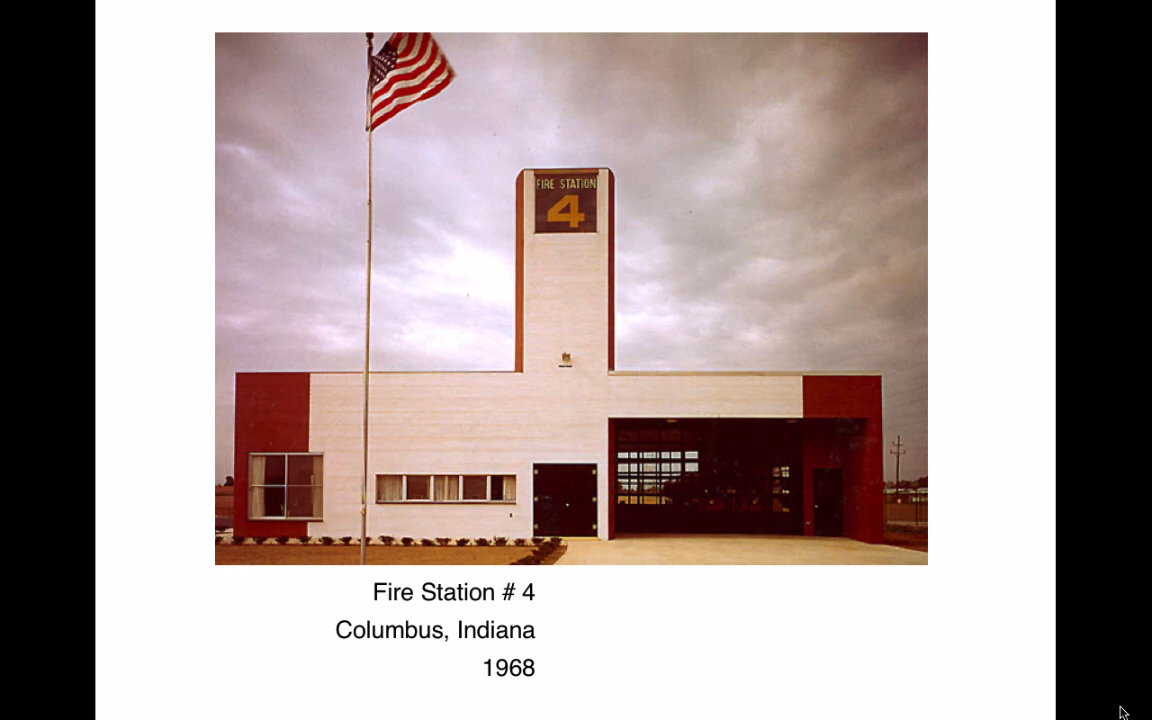 FIRE STATION
4
Fire Station # 4
Columbus, Indiana
1968